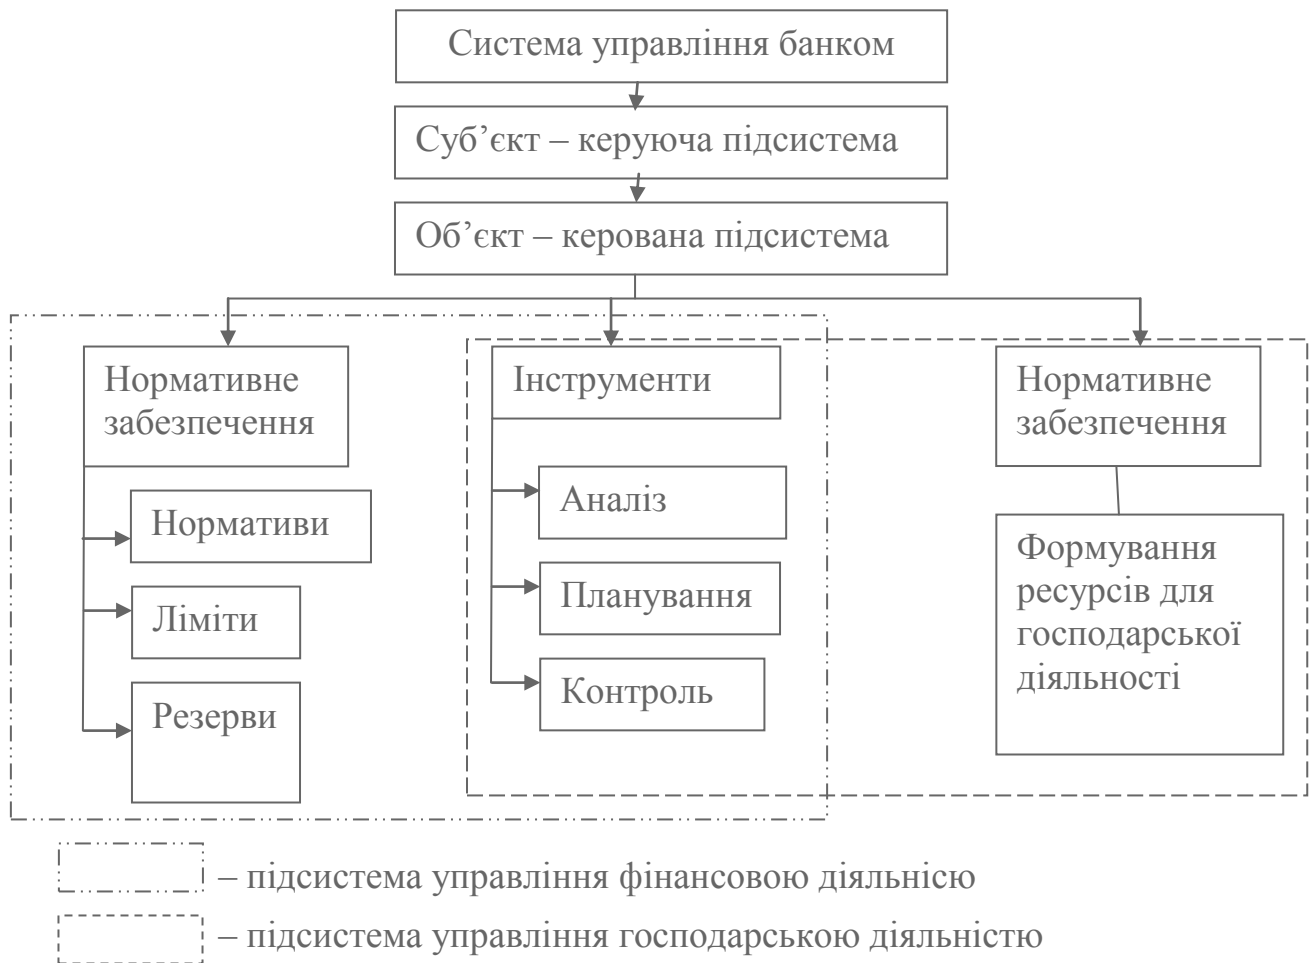 Система управління банком
Суб’єкт – керуюча підсистема
Об’єкт – керована підсистема
Нормативне
забезпечення
Нормативи
Ліміти
Резерви
Інструменти
Аналіз
Планування
Контроль
Нормативне
забезпечення
Формування
ресурсів для
господарської
діяльності
– підсистема управління фінансовою діяльнісю
– підсистема управління господарською діяльністю